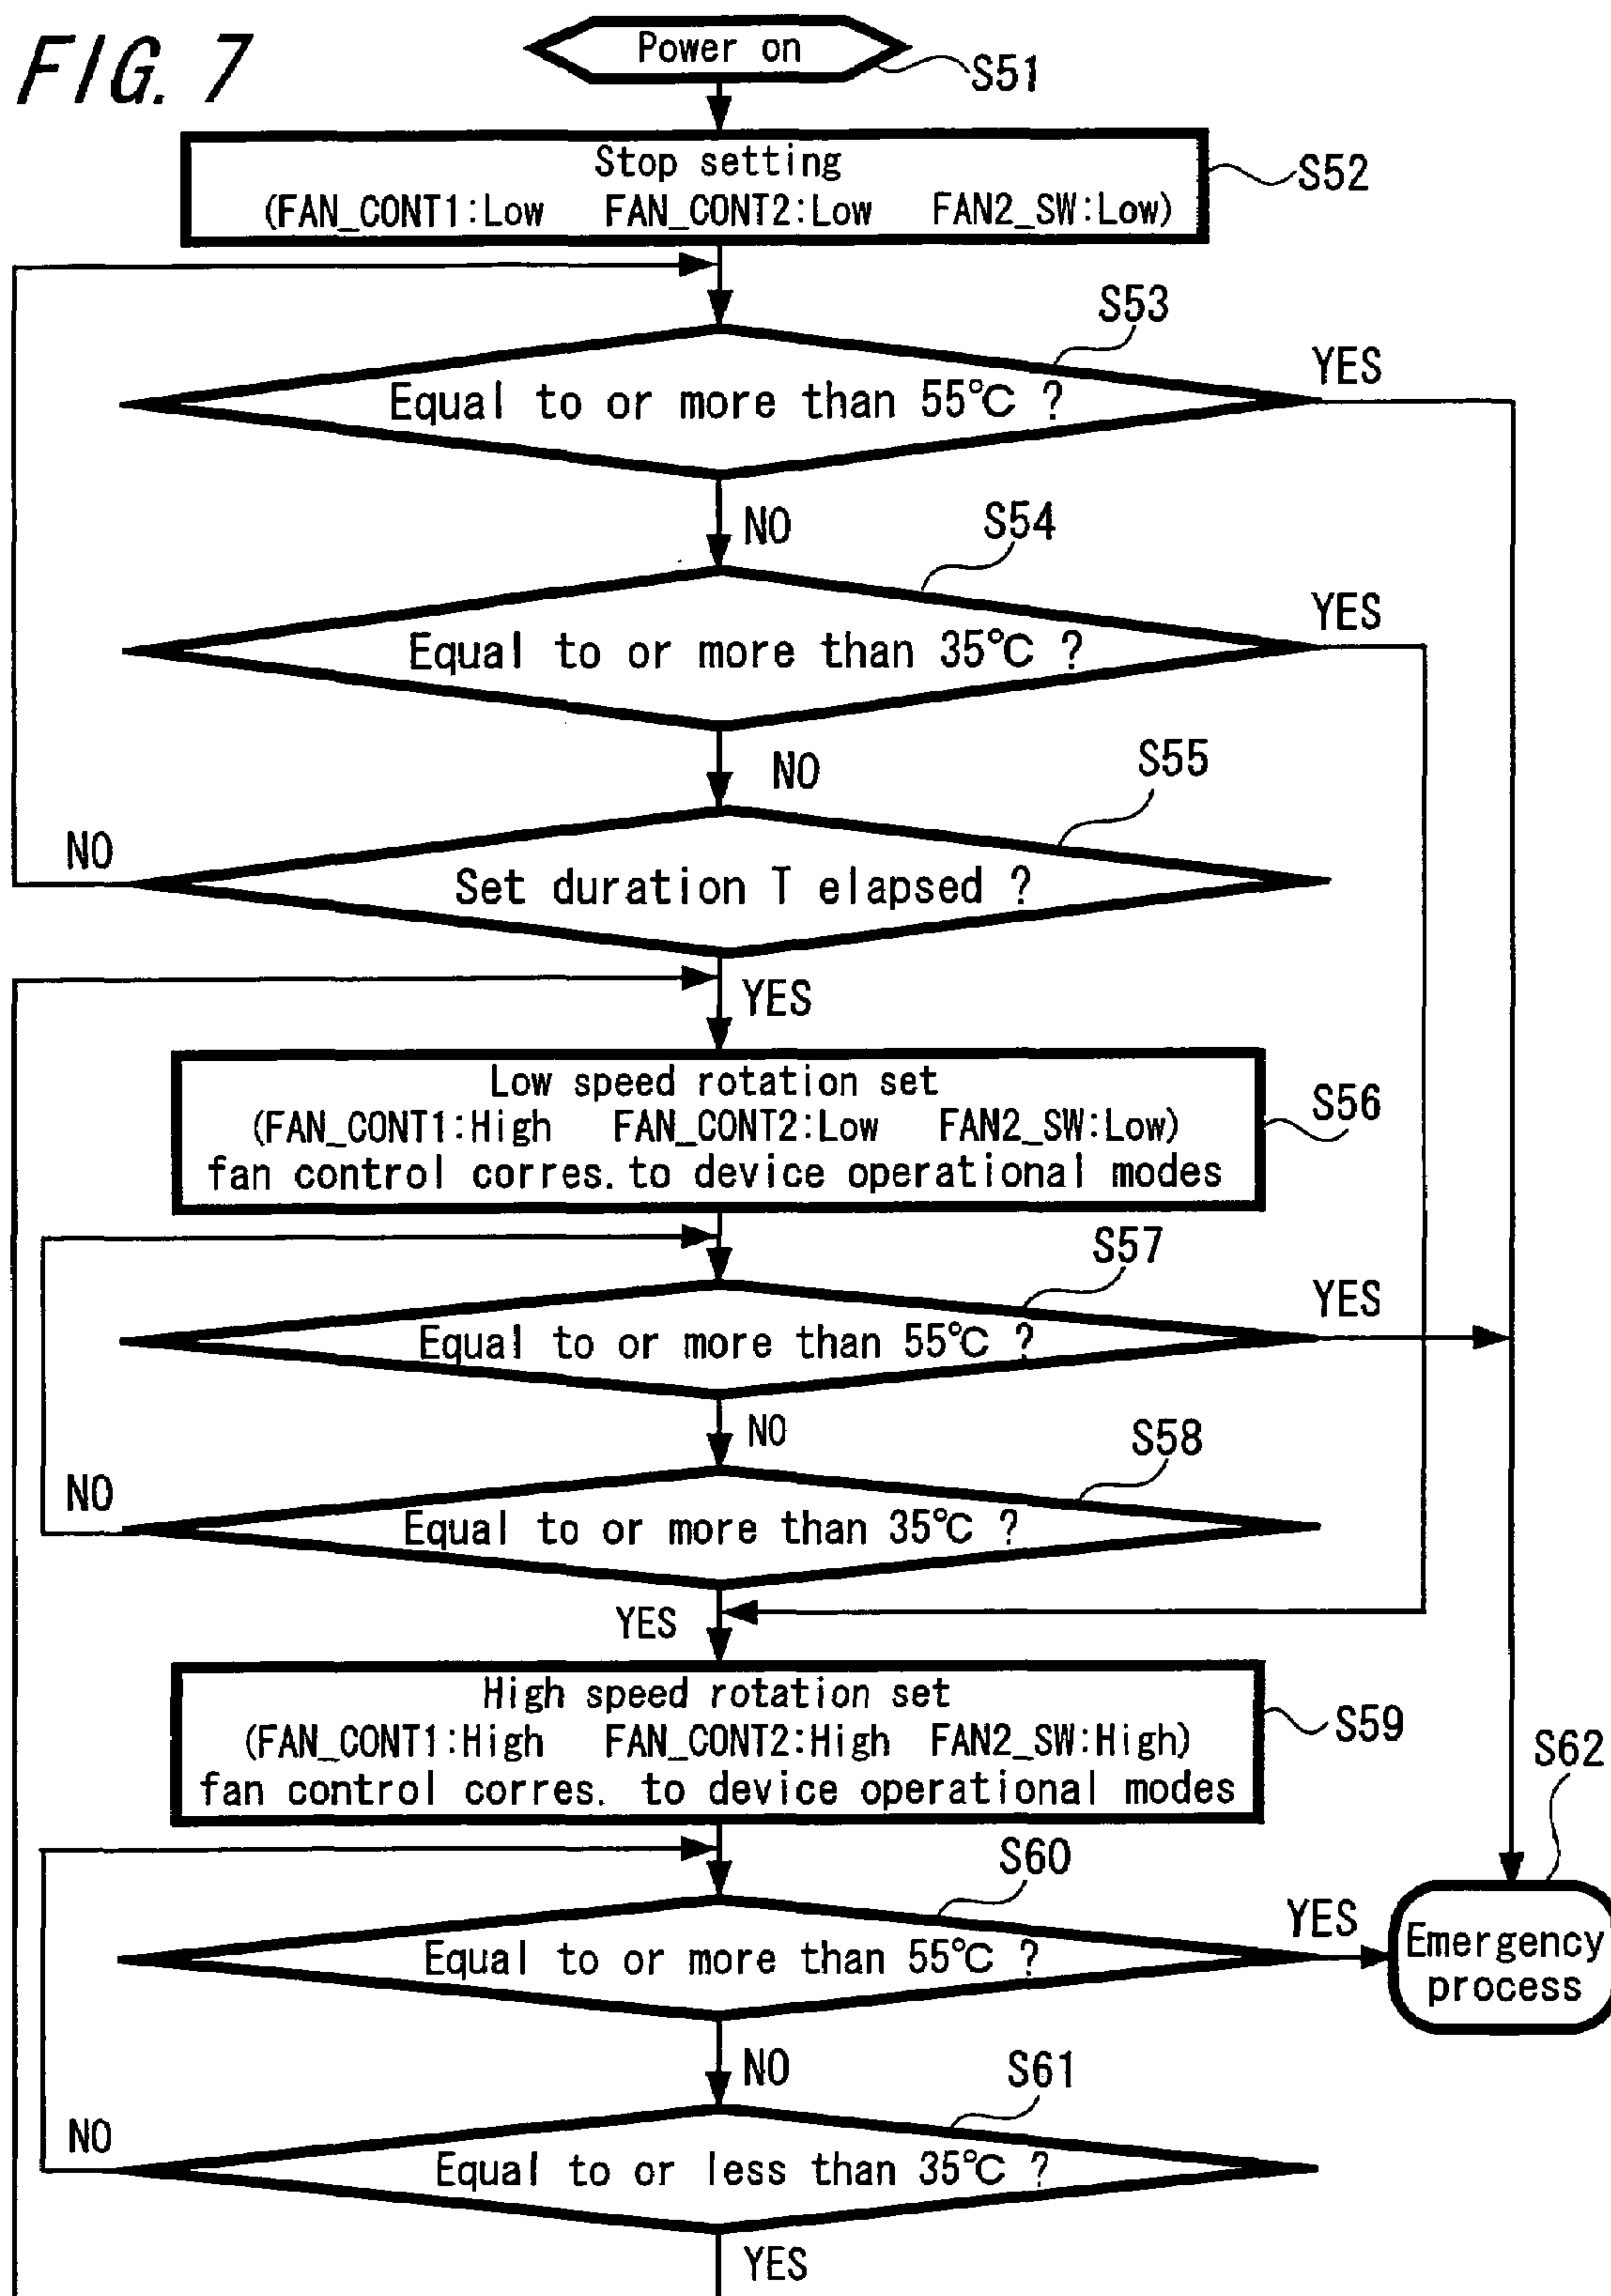 FIG. 7
Power on
S51
Stop setting
(FAN_CONT1:Low FAN_CONT2:Low FAN2_SW:Low)
S52
S53
Equal to or more than 55℃ ?
YES
NO
S54
Equal to or more than 35℃ ?
YES
NO
S55
Set duration T elapsed ?
NO
YES
Low speed rotation set
(FAN_CONT1:High FAN_CONT2:Low FAN2_SW:Low)
fan control corres. to device operational modes
S56
S57
Equal to or more than 55℃ ?
YES
NO
S58
Equal to or more than 35℃ ?
NO
YES
High speed rotation set
(FAN_CONT1:High FAN_CONT2:High FAN2_SW:High)
fan control corres. to device operational modes
S59
S60
Equal to or more than 55℃ ?
YES
S62
Emergency
process
NO
S61
Equal to or less than 35℃ ?
NO
YES